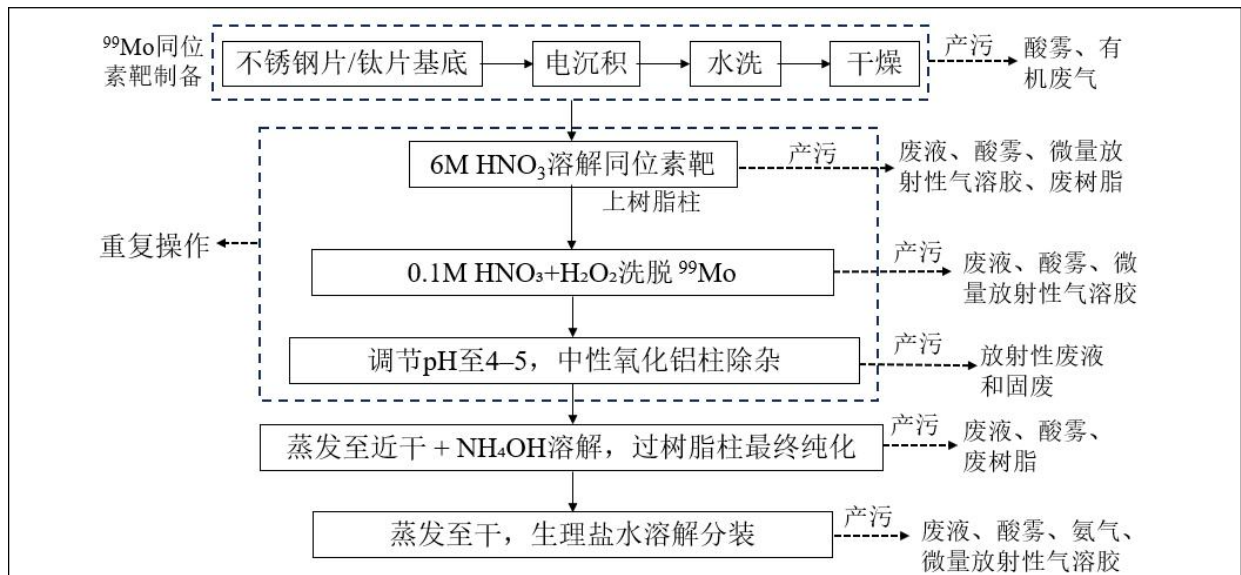 ⁹⁹Mo同位
素靶制备
不锈钢片/钛片基底
电沉积
水洗
干燥
产污
酸雾、有
机废气
6M HNO₃溶解同位素靶
产污
废液、酸雾、微量放
射性气溶胶、废树脂
上树脂柱
重复操作
0.1M HNO₃+H₂O₂洗脱⁹⁹Mo
产污
废液、酸雾、微
量放射性气溶胶
调节pH至4–5，中性氧化铝柱除杂
产污
放射性废液
和固废
蒸发至近干 + NH₄OH溶解，过树脂柱最终纯化
产污
废液、酸雾、
废树脂
蒸发至干，生理盐水溶解分装
产污
废液、酸雾、氨气、
微量放射性气溶胶